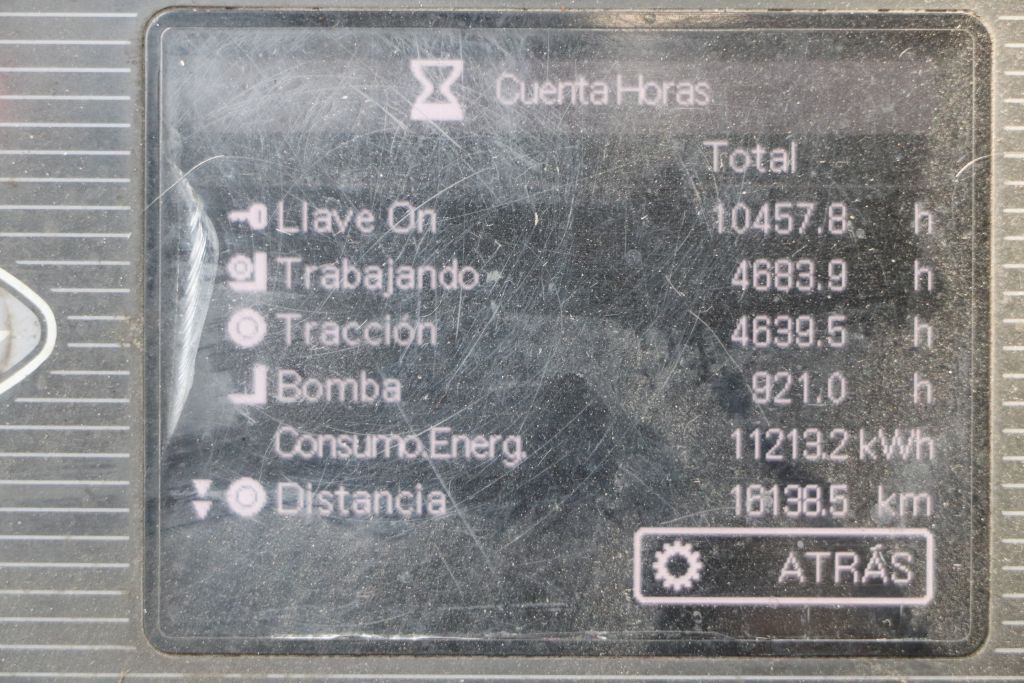 Cuenta Horas
Total
Llave On 10457.8 h
Trabajando 4683.9 h
Tracción 4639.5 h
Bomba 921.0 h
Consumo.Energ. 11213.2 kWh
Distancia 16138.5 km
ATRÁS